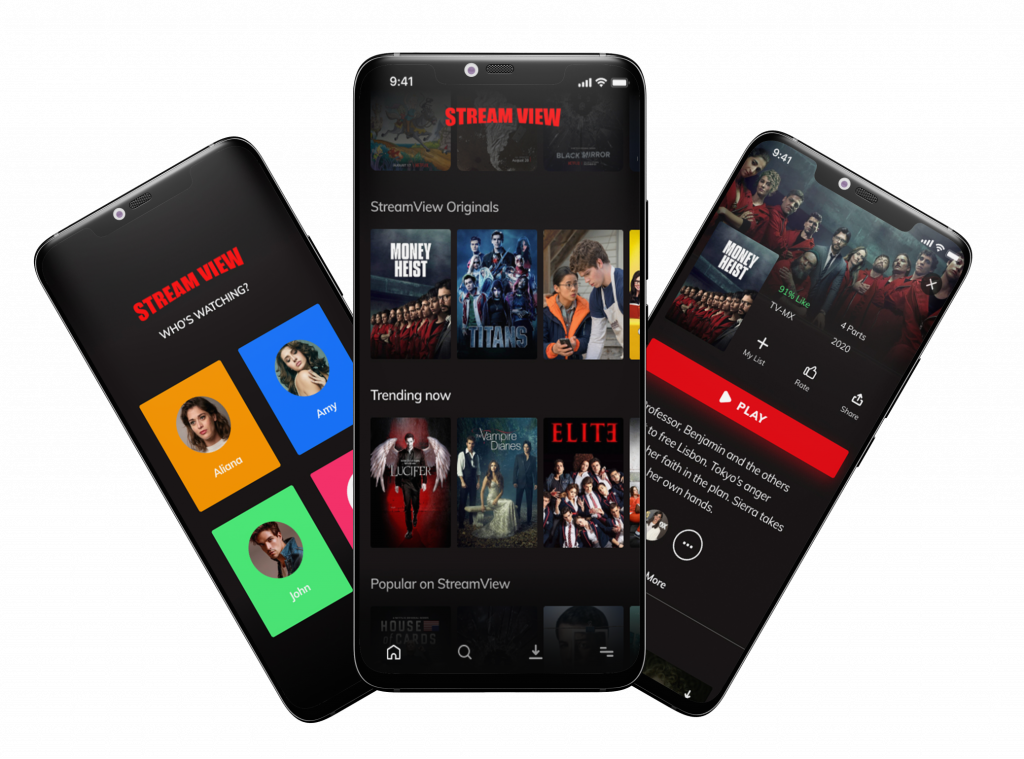 STREAM VIEW
WHO'S WATCHING?
Aliana
Amy
John
9:41
STREAM VIEW
BLACK MIRROR
StreamView Originals
MONEY
HEIST
TITANS
Trending now
LUCIFER
the Vampire
Diaries
ELITE
Popular on StreamView
HOUSE
of CARDS
9:41
MONEY
HEIST
91% Like
TV-MX
4 Parts
2020
My List
Rate
Share
PLAY
Professor, Benjamin and the others
to free Lisbon. Tokyo's anger
her faith in the plan. Sierra takes
her own hands.
More